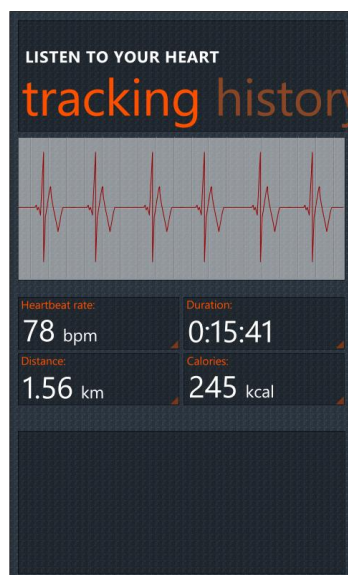 LISTEN TO YOUR HEART
tracking history
Heartbeat rate:
78 bpm
Duration:
0:15:41
Distance:
1.56 km
Calories:
245 kcal